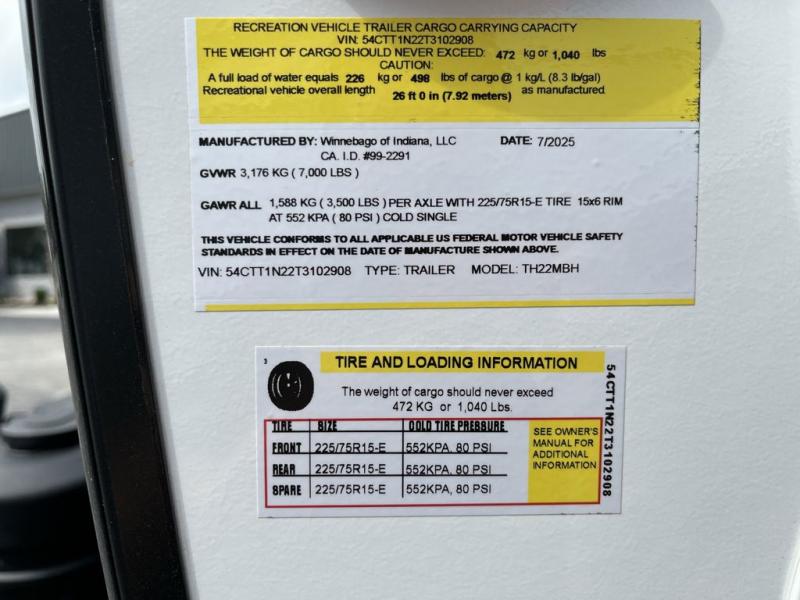 RECREATION VEHICLE TRAILER CARGO CARRYING CAPACITY
VIN: 54CTT1N22T3102908
THE WEIGHT OF CARGO SHOULD NEVER EXCEED: 472 kg or 1,040 lbs
CAUTION:
A full load of water equals 226 kg or 498 lbs of cargo @ 1 kg/L (8.3 lb/gal)
Recreational vehicle overall length 26 ft 0 in (7.92 meters) as manufactured
MANUFACTURED BY: Winnebago of Indiana, LLC DATE: 7/2025
CA. I.D. #99-2291
GVWR 3,176 KG ( 7,000 LBS )
GAWR ALL 1,588 KG ( 3,500 LBS ) PER AXLE WITH 225/75R15-E TIRE 15x6 RIM
AT 552 KPA ( 80 PSI ) COLD SINGLE
THIS VEHICLE CONFORMS TO ALL APPLICABLE US FEDERAL MOTOR VEHICLE SAFETY
STANDARDS IN EFFECT ON THE DATE OF MANUFACTURE SHOWN ABOVE.
VIN: 54CTT1N22T3102908 TYPE: TRAILER MODEL: TH22MBH
3
TIRE AND LOADING INFORMATION
The weight of cargo should never exceed
472 KG or 1,040 Lbs.
TIRE SIZE COLD TIRE PRESSURE
FRONT 225/75R15-E 552KPA, 80 PSI
REAR 225/75R15-E 552KPA, 80 PSI
SPARE 225/75R15-E 552KPA, 80 PSI
SEE OWNER'S
MANUAL FOR
ADDITIONAL
INFORMATION
54CTT1N22T3102908